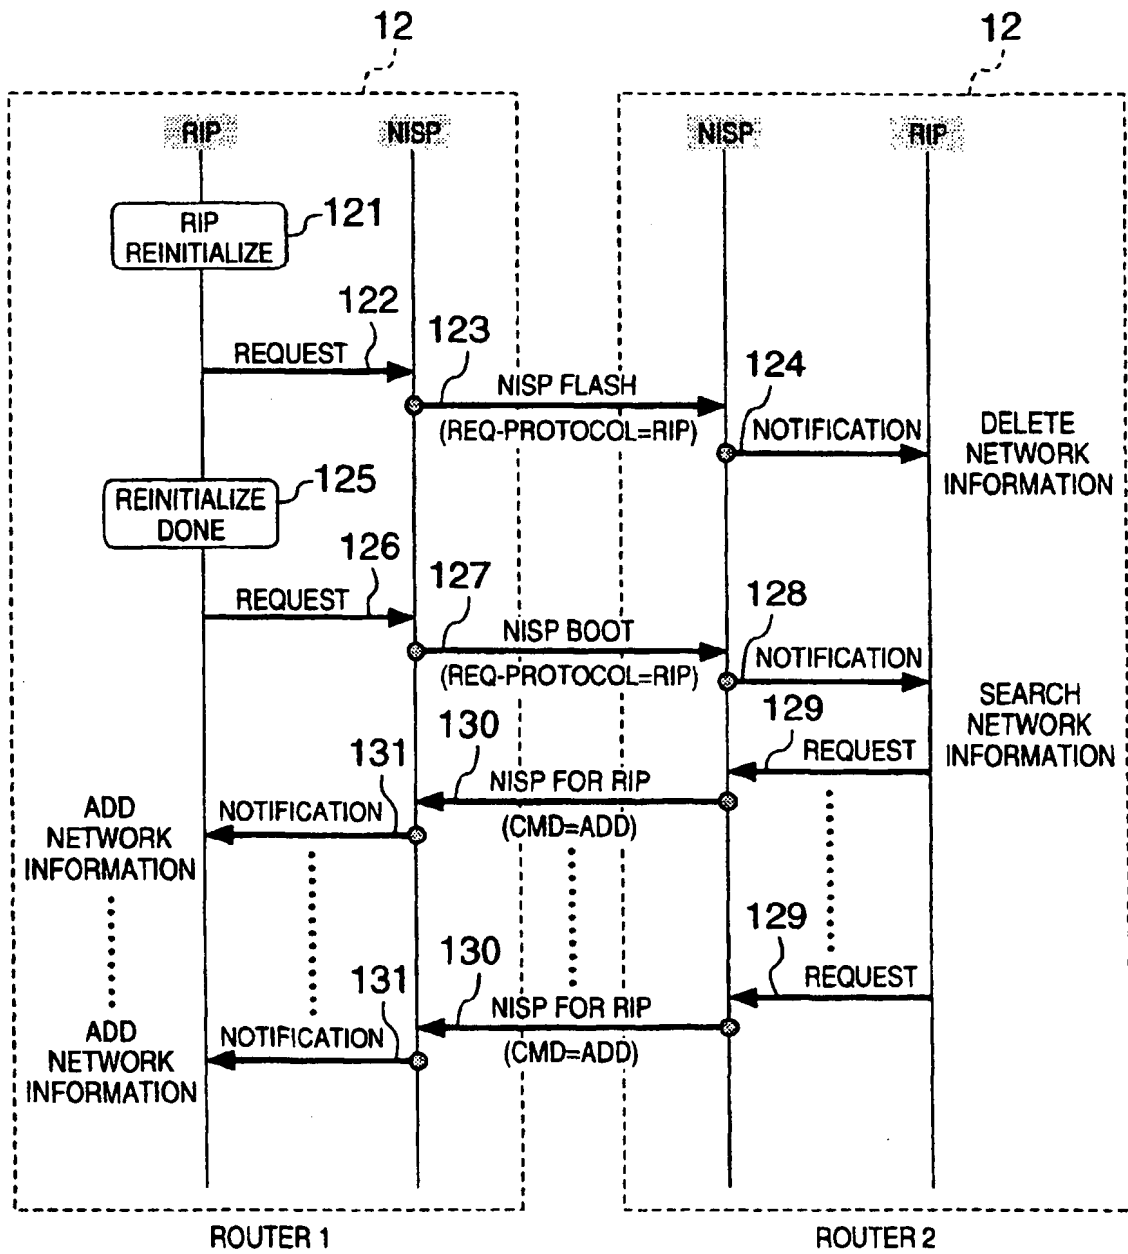 12
12
RIP
NISP
NISP
RIP
RIP
REINITIALIZE
121
122
REQUEST
123
NISP FLASH
(REQ-PROTOCOL=RIP)
124
NOTIFICATION
DELETE
NETWORK
INFORMATION
REINITIALIZE
DONE
125
126
REQUEST
127
NISP BOOT
(REQ-PROTOCOL=RIP)
128
NOTIFICATION
SEARCH
NETWORK
INFORMATION
129
REQUEST
130
NISP FOR RIP
(CMD=ADD)
131
NOTIFICATION
ADD
NETWORK
INFORMATION
129
REQUEST
130
NISP FOR RIP
(CMD=ADD)
131
NOTIFICATION
ADD
NETWORK
INFORMATION
ROUTER 1
ROUTER 2